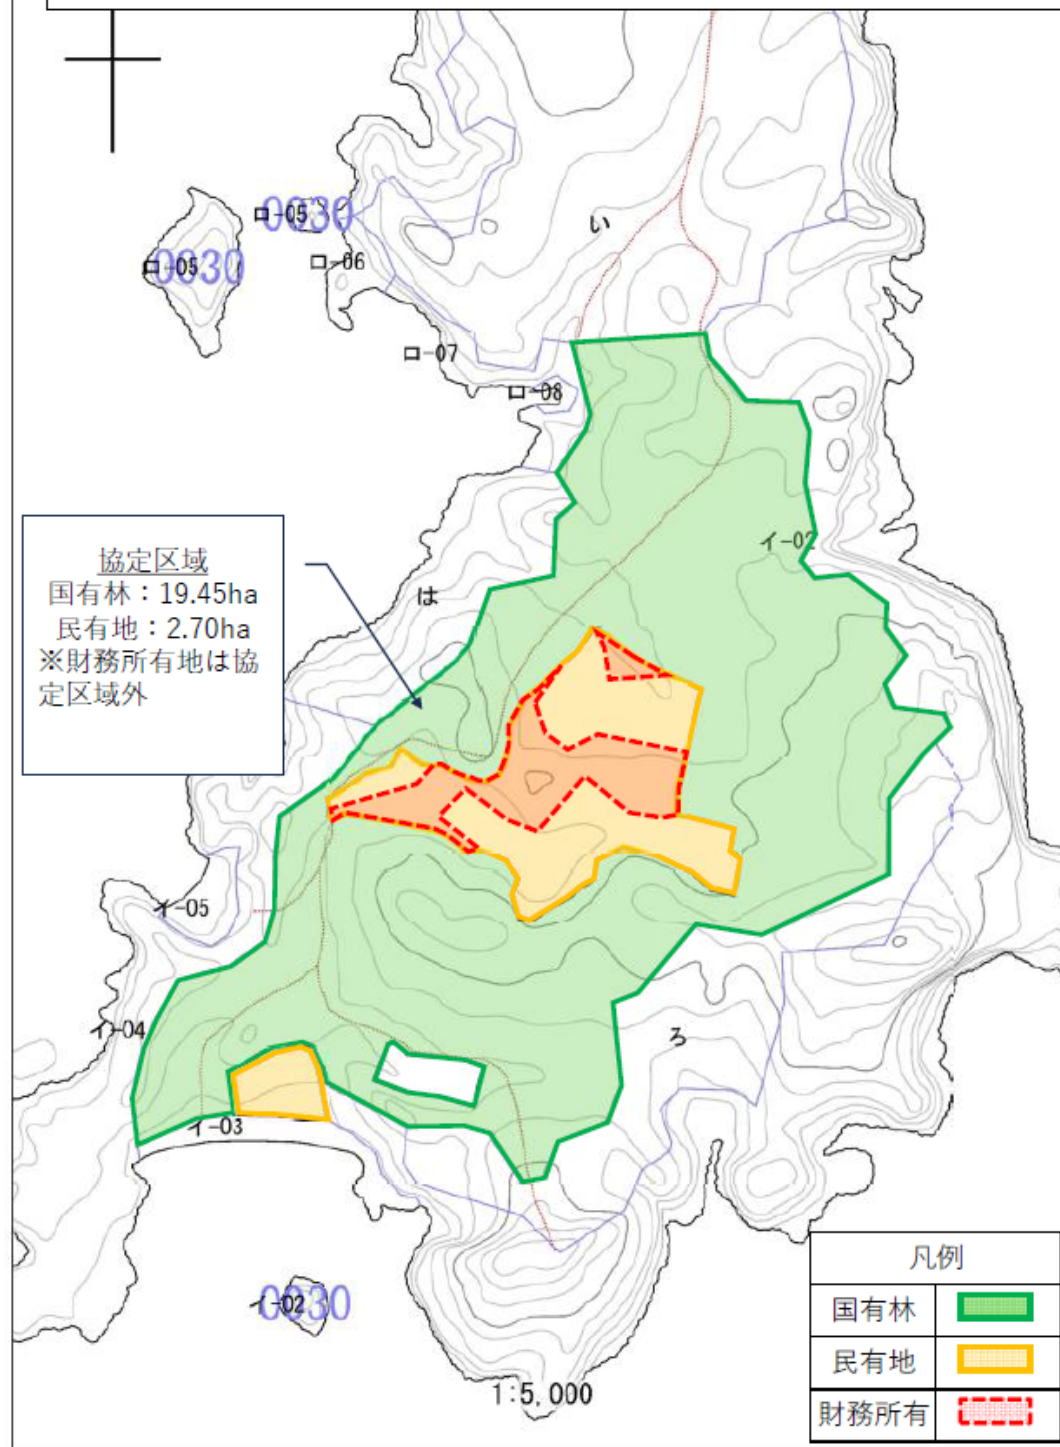 い
ロ-05
0030
ロ-05
0030
ロ-06
ロ-07
ロ-08
イ-02
は
協定区域
国有林：19.45ha
民有地：2.70ha
※財務所有地は協
定区域外
イ-05
イ-04
ろ
イ-03
イ-02
0030
1:5,000
凡例
国有林
民有地
財務所有